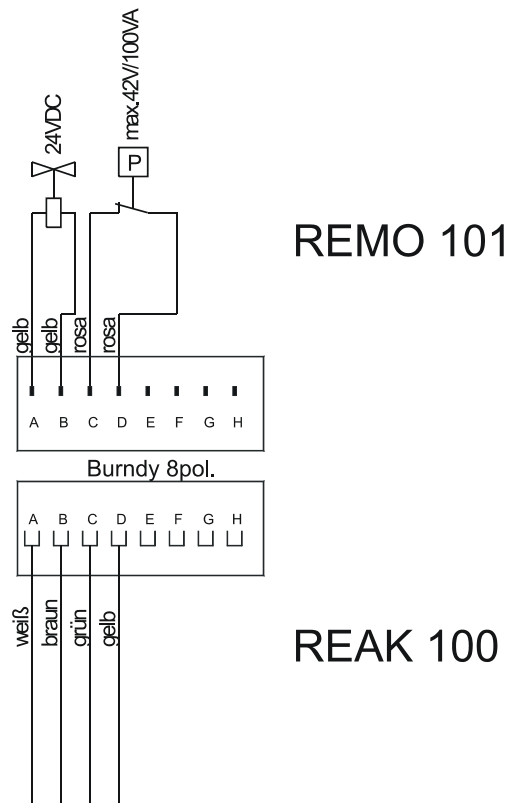 24VDC
max.42V/100VA
P
REMO 101
gelb
gelb
rosa
rosa
A B C D E F G H
Burndy 8pol.
A B C D E F G H
weiß
braun
grün
gelb
REAK 100